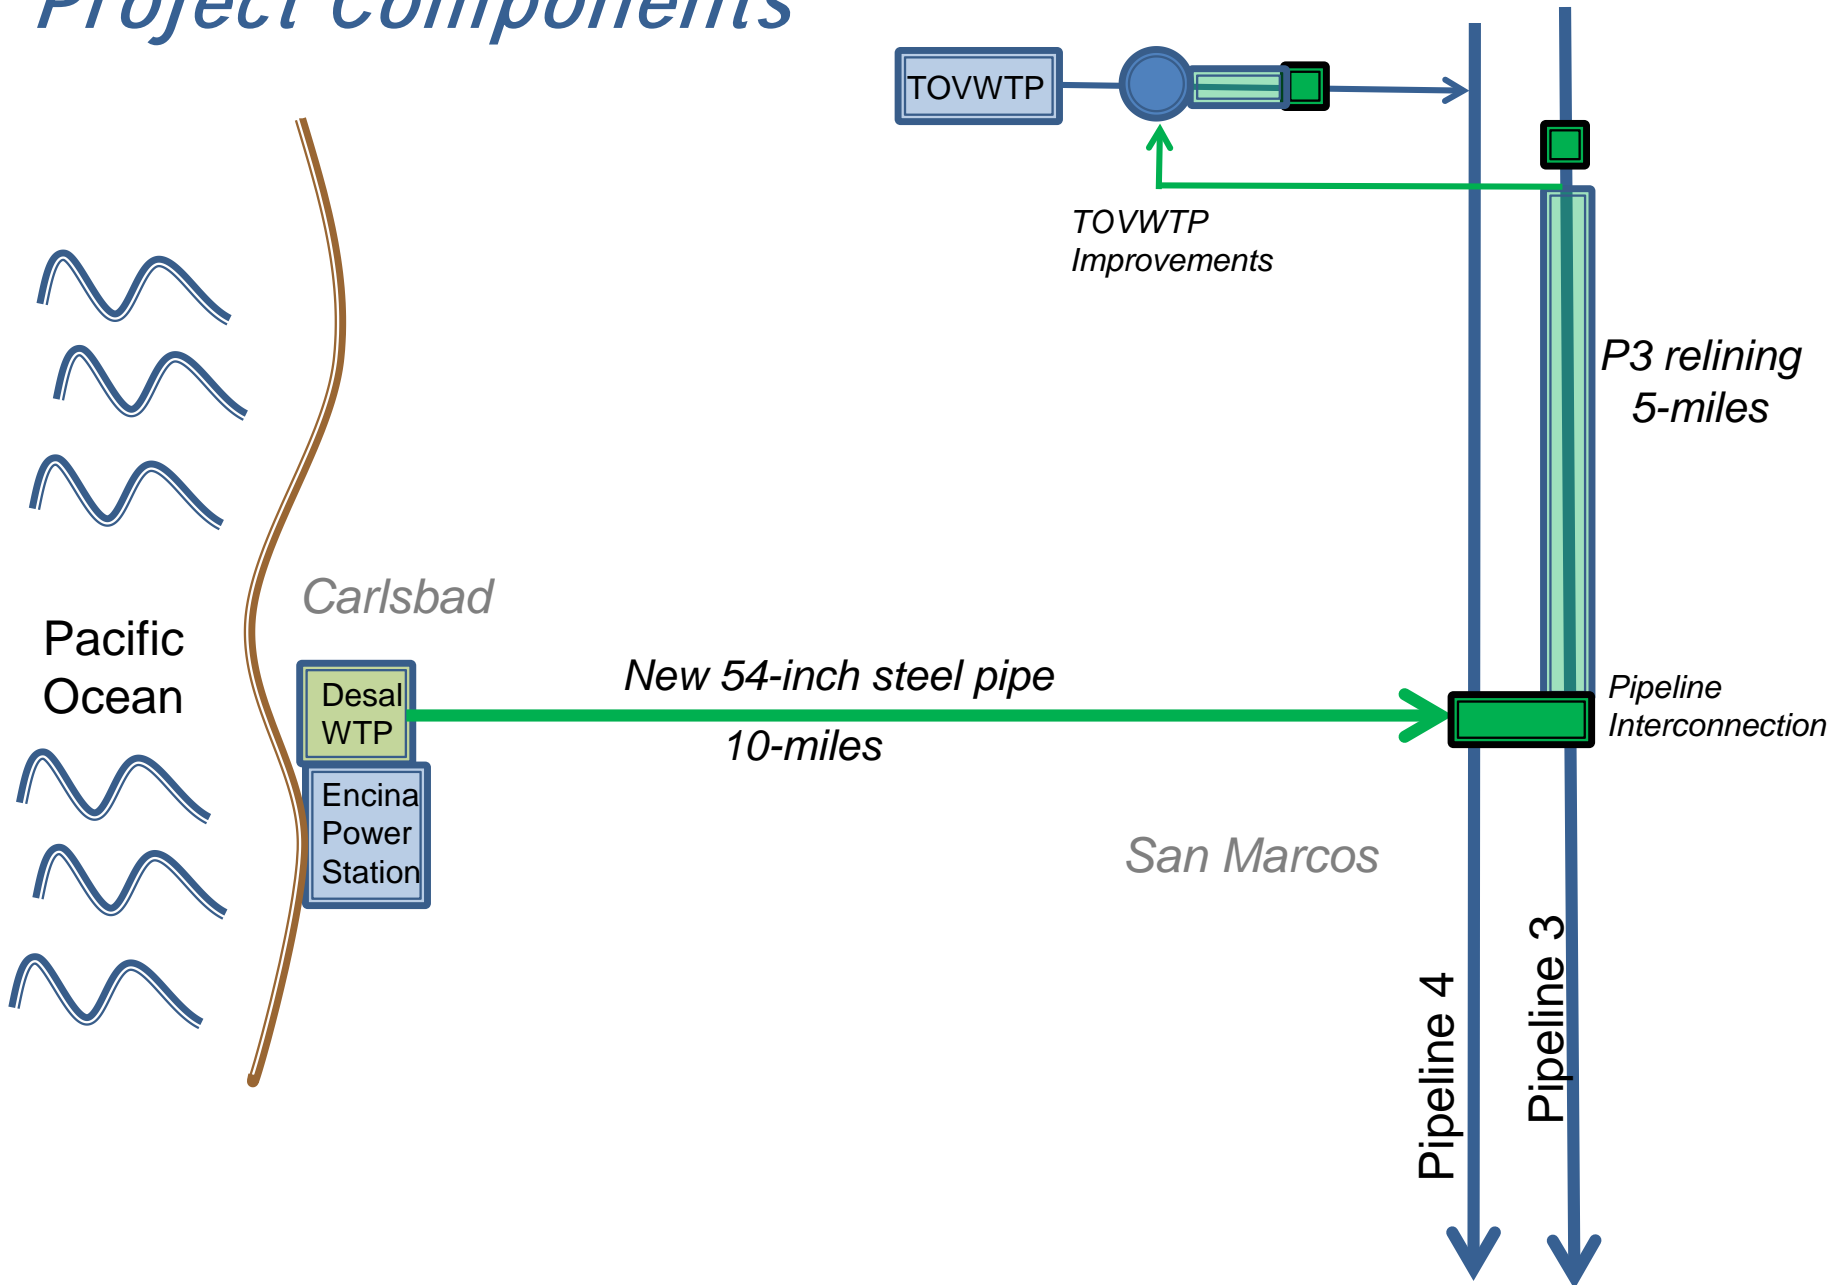 Project Components
TOVWTP
TOVWTP
Improvements
P3 relining
5-miles
Carlsbad
Pacific
Ocean
Desal
WTP
New 54-inch steel pipe
10-miles
Pipeline
Interconnection
Encina
Power
Station
San Marcos
Pipeline 4
Pipeline 3